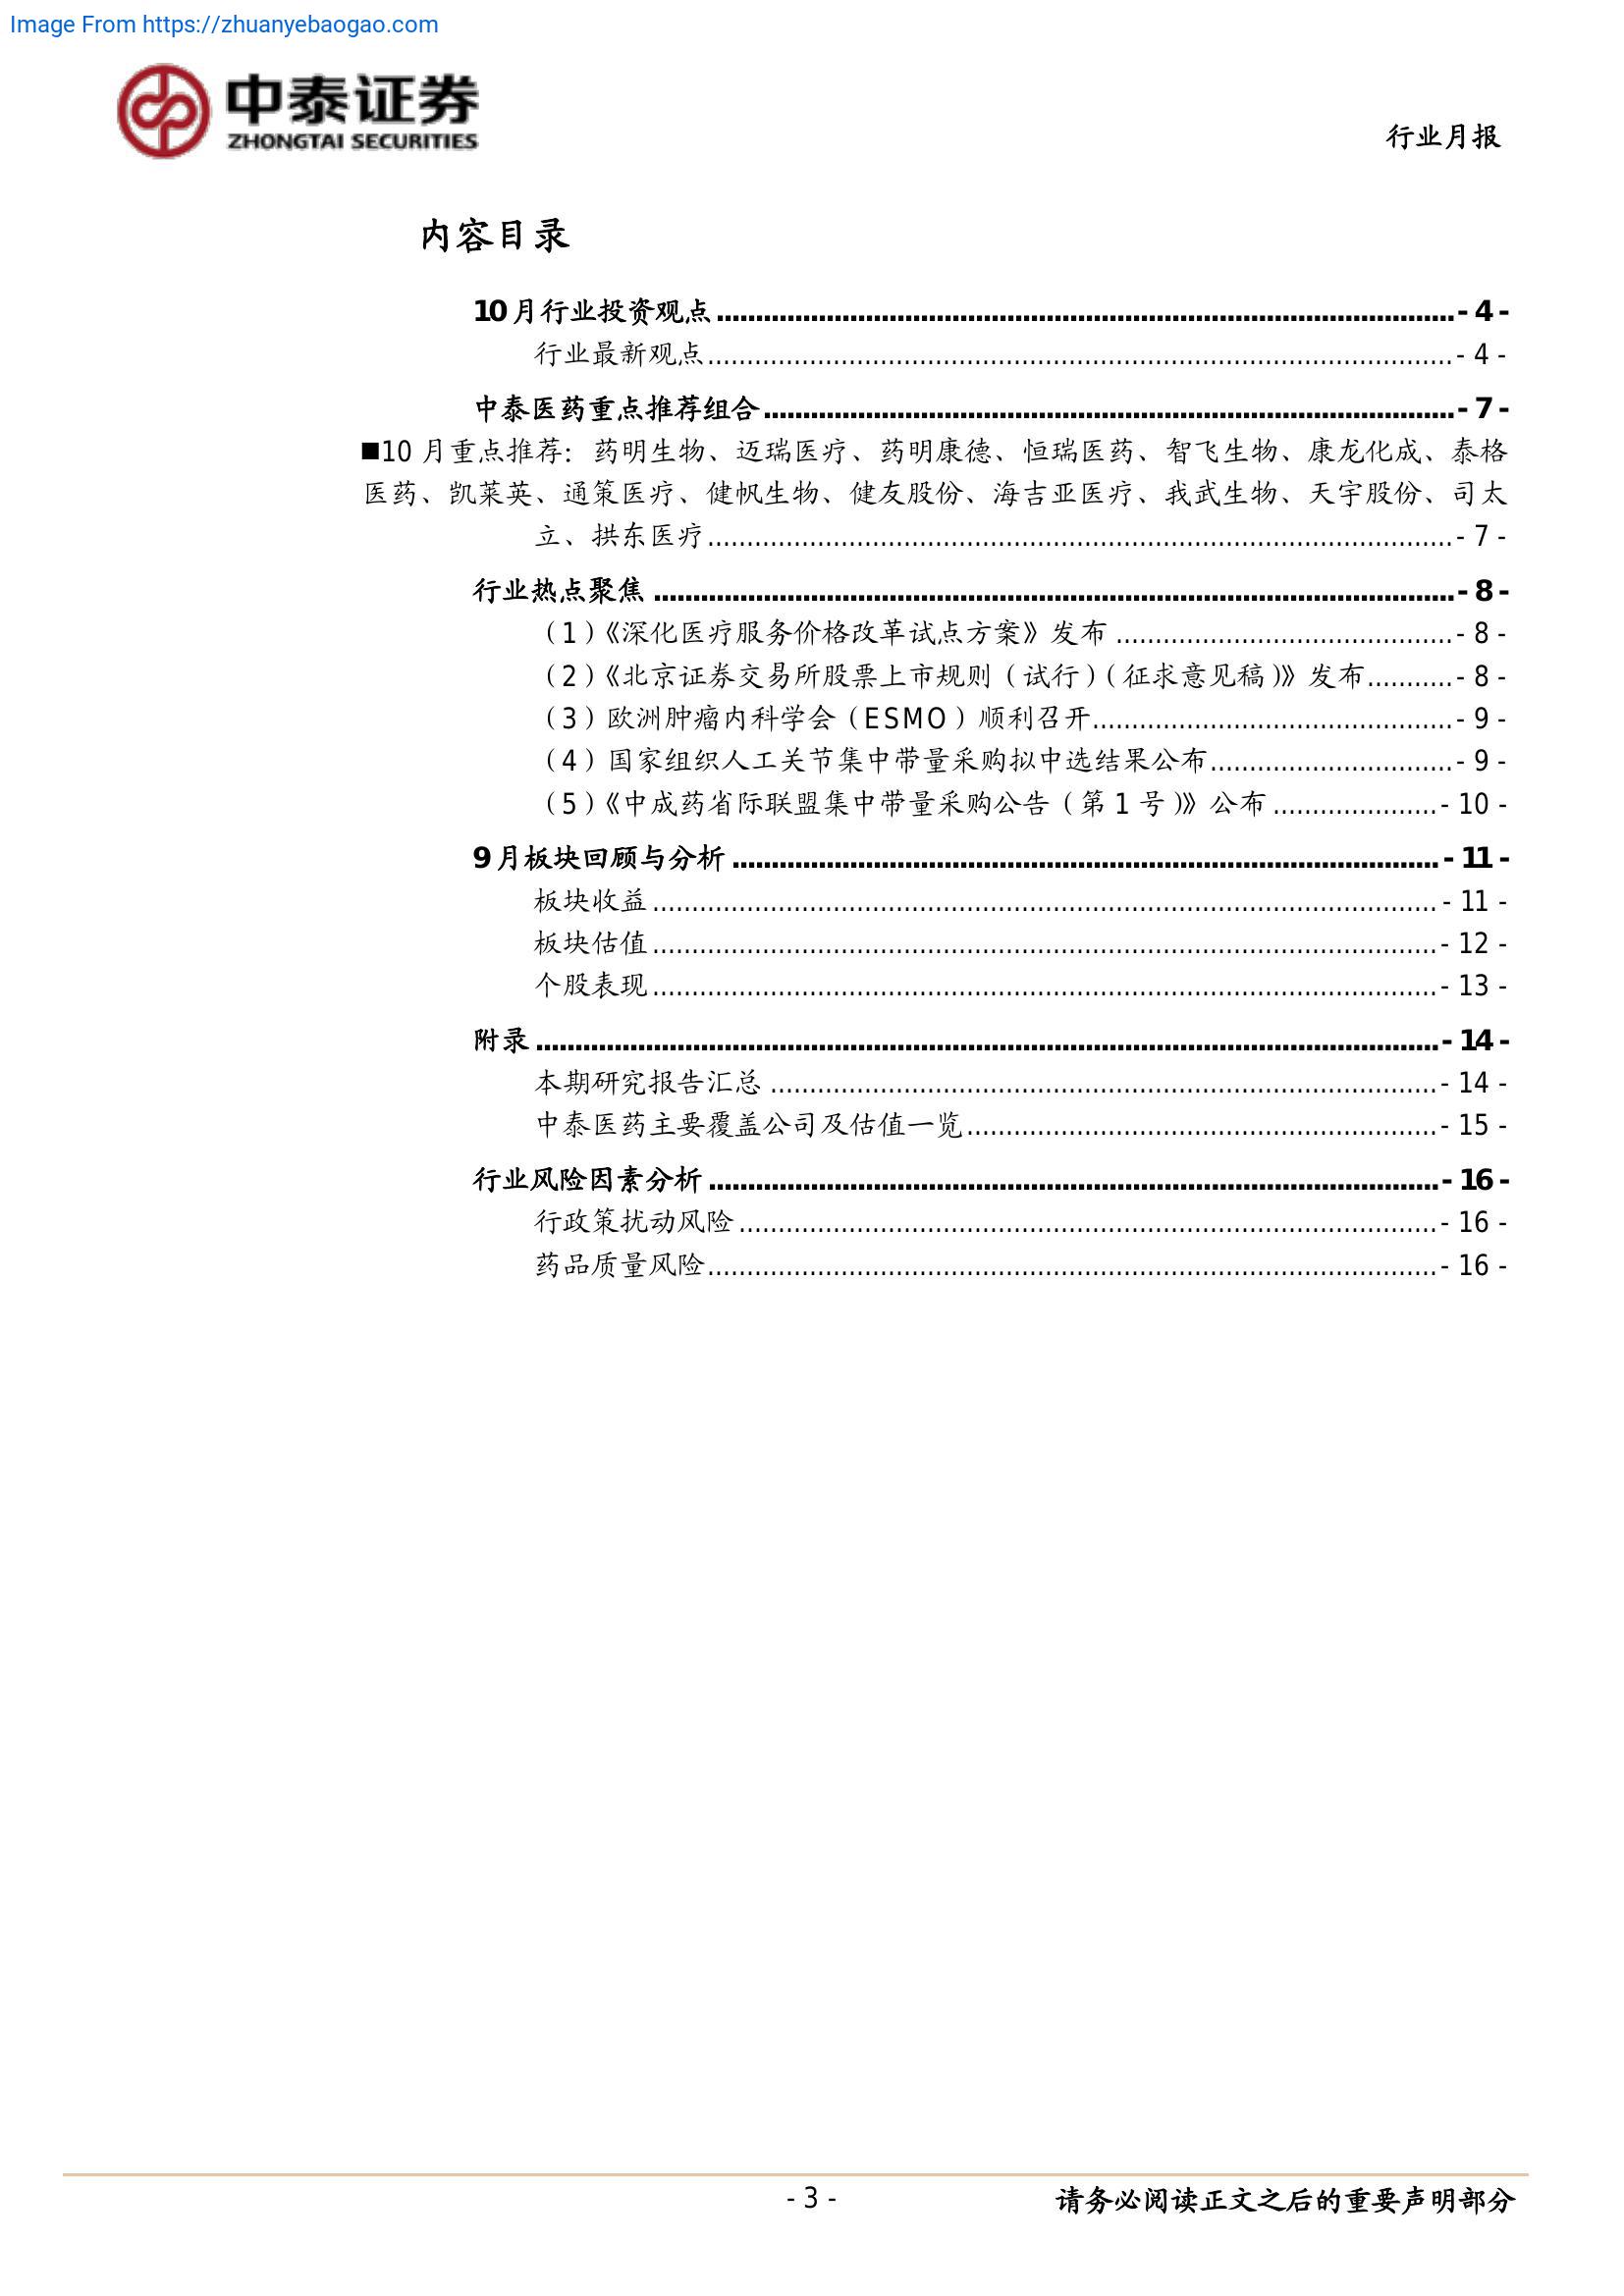 Image From https://zhuanyebaogao.com
中泰证券
ZHONGTAI SECURITIES
行业月报
内容目录
10月行业投资观点 - 4 -
行业最新观点 - 4 -
中泰医药重点推荐组合 - 7 -
■10 月重点推荐：药明生物、迈瑞医疗、药明康德、恒瑞医药、智飞生物、康龙化成、泰格
医药、凯莱英、通策医疗、健帆生物、健友股份、海吉亚医疗、我武生物、天宇股份、司太
立、拱东医疗 - 7 -
行业热点聚焦 - 8 -
（1）《深化医疗服务价格改革试点方案》发布 - 8 -
（2）《北京证券交易所股票上市规则（试行）（征求意见稿）》发布 - 8 -
（3）欧洲肿瘤内科学会（ESMO）顺利召开 - 9 -
（4）国家组织人工关节集中带量采购拟中选结果公布 - 9 -
（5）《中成药省际联盟集中带量采购公告（第 1 号）》公布 - 10 -
9月板块回顾与分析 - 11 -
板块收益 - 11 -
板块估值 - 12 -
个股表现 - 13 -
附录 - 14 -
本期研究报告汇总 - 14 -
中泰医药主要覆盖公司及估值一览 - 15 -
行业风险因素分析 - 16 -
行政策扰动风险 - 16 -
药品质量风险 - 16 -
- 3 -
请务必阅读正文之后的重要声明部分